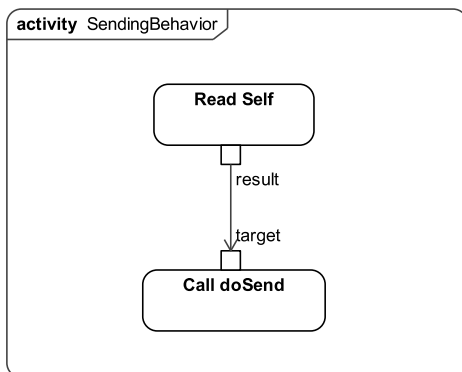 activity SendingBehavior
Read Self
result
target
Call doSend